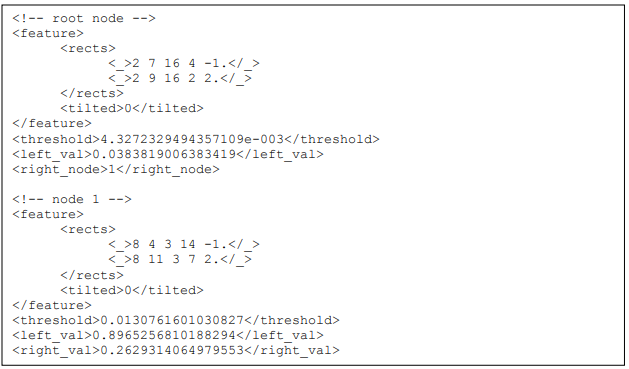 <!-- root node -->
<feature>
<rects>
<_>2 7 16 4 -1.</_>
<_>2 9 16 2 2.</_>
</rects>
<tilted>0</tilted>
</feature>
<threshold>4.3272329494357109e-003</threshold>
<left_val>0.0383819006383419</left_val>
<right_node>1</right_node>
<!-- node 1 -->
<feature>
<rects>
<_>8 4 3 14 -1.</_>
<_>8 11 3 7 2.</_>
</rects>
<tilted>0</tilted>
</feature>
<threshold>0.0130761601030827</threshold>
<left_val>0.8965256810188294</left_val>
<right_val>0.2629314064979553</right_val>